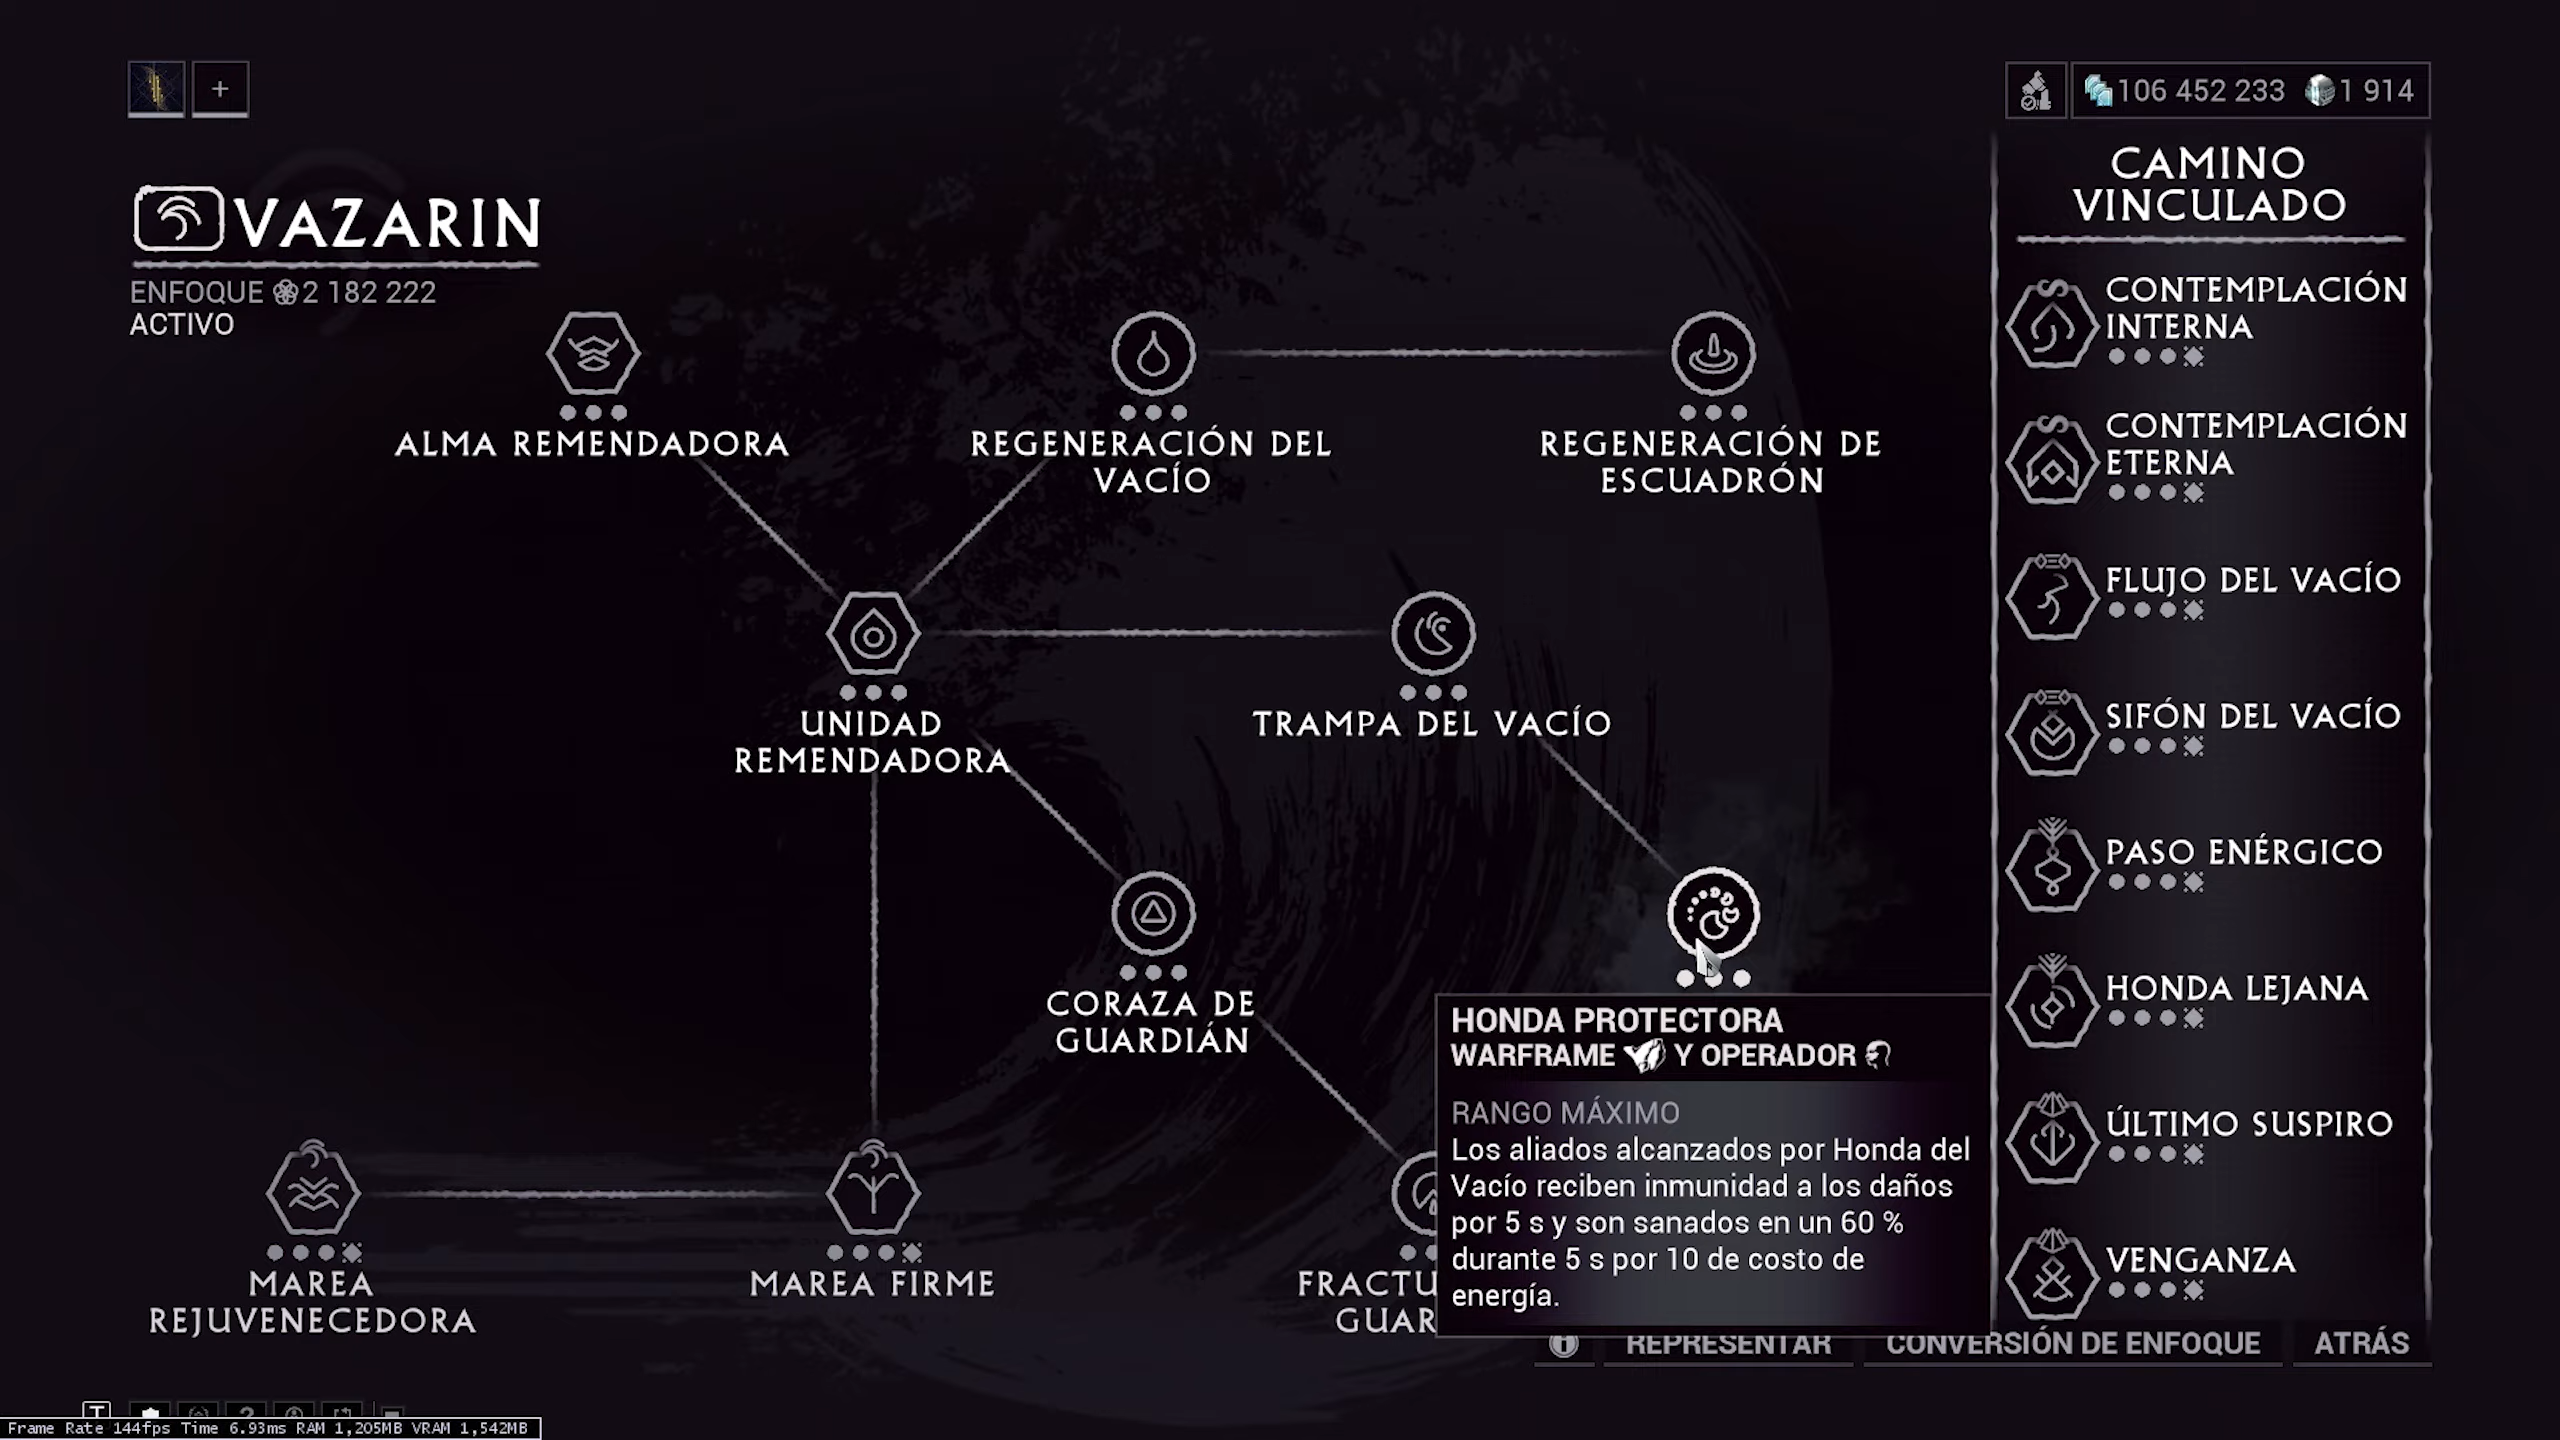 +
106 452 233 1 914
VAZARIN
ENFOQUE 2 182 222
ACTIVO
ALMA REMENDADORA
REGENERACIÓN DEL
VACÍO
REGENERACIÓN DE
ESCUADRÓN
UNIDAD
REMENDADORA
TRAMPA DEL VACÍO
CORAZA DE
GUARDIÁN
MAREA
REJUVENECEDORA
MAREA FIRME
FRACTU
GUAR
HONDA PROTECTORA
WARFRAME Y OPERADOR
RANGO MÁXIMO
Los aliados alcanzados por Honda del
Vacío reciben inmunidad a los daños
por 5 s y son sanados en un 60 %
durante 5 s por 10 de costo de
energía.
CAMINO
VINCULADO
CONTEMPLACIÓN
INTERNA
CONTEMPLACIÓN
ETERNA
FLUJO DEL VACÍO
SIFÓN DEL VACÍO
PASO ENÉRGICO
HONDA LEJANA
ÚLTIMO SUSPIRO
VENGANZA
REPRESENTAR CONVERSIÓN DE ENFOQUE ATRÁS
T
Frame Rate 144fps Time 6.93ms RAM 1,205MB VRAM 1,542MB